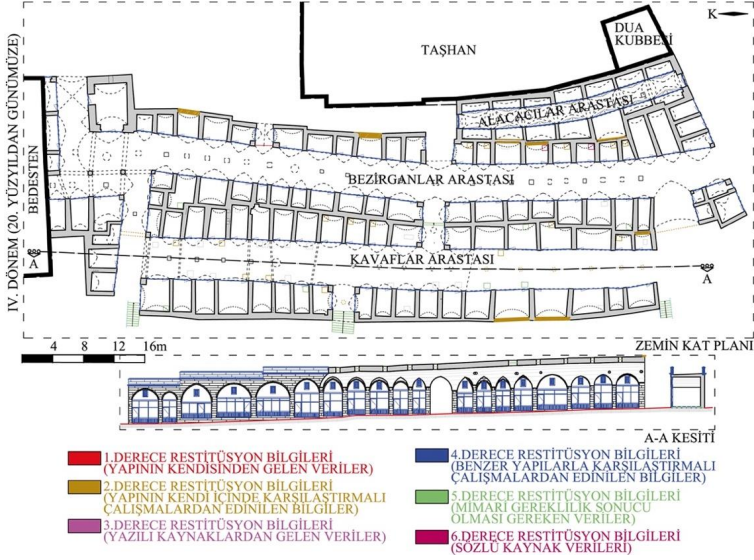 IV. DÖNEM (20. YÜZYILDAN GÜNÜMÜZE)
K
TAŞHAN
DUA
KUBBESİ
ALACACILAR ARASTASI
BEZİRGANLAR ARASTASI
BEDESTEN
KAVAFLAR ARASTASI
A
A
4 8 12 16m
ZEMİN KAT PLANI
A-A KESİTİ
1.DERECE RESTİTÜSYON BİLGİLERİ
(YAPININ KENDİSİNDEN GELEN VERİLER)
2.DERECE RESTİTÜSYON BİLGİLERİ
(YAPININ KENDİ İÇİNDE KARŞILAŞTIRMALI
ÇALIŞMALARDAN EDİNİLEN BİLGİLER)
3.DERECE RESTİTÜSYON BİLGİLERİ
(YAZILI KAYNAKLARDAN GELEN VERİLER)
4.DERECE RESTİTÜSYON BİLGİLERİ
(BENZER YAPILARLA KARŞILAŞTIRMALI
ÇALIŞMALARDAN EDİNİLEN BİLGİLER)
5.DERECE RESTİTÜSYON BİLGİLERİ
(MİMARİ GEREKLİLİK SONUCU
OLMASI GEREKEN VERİLER)
6.DERECE RESTİTÜSYON BİLGİLERİ
(SÖZLÜ KAYNAK VERİLERİ)